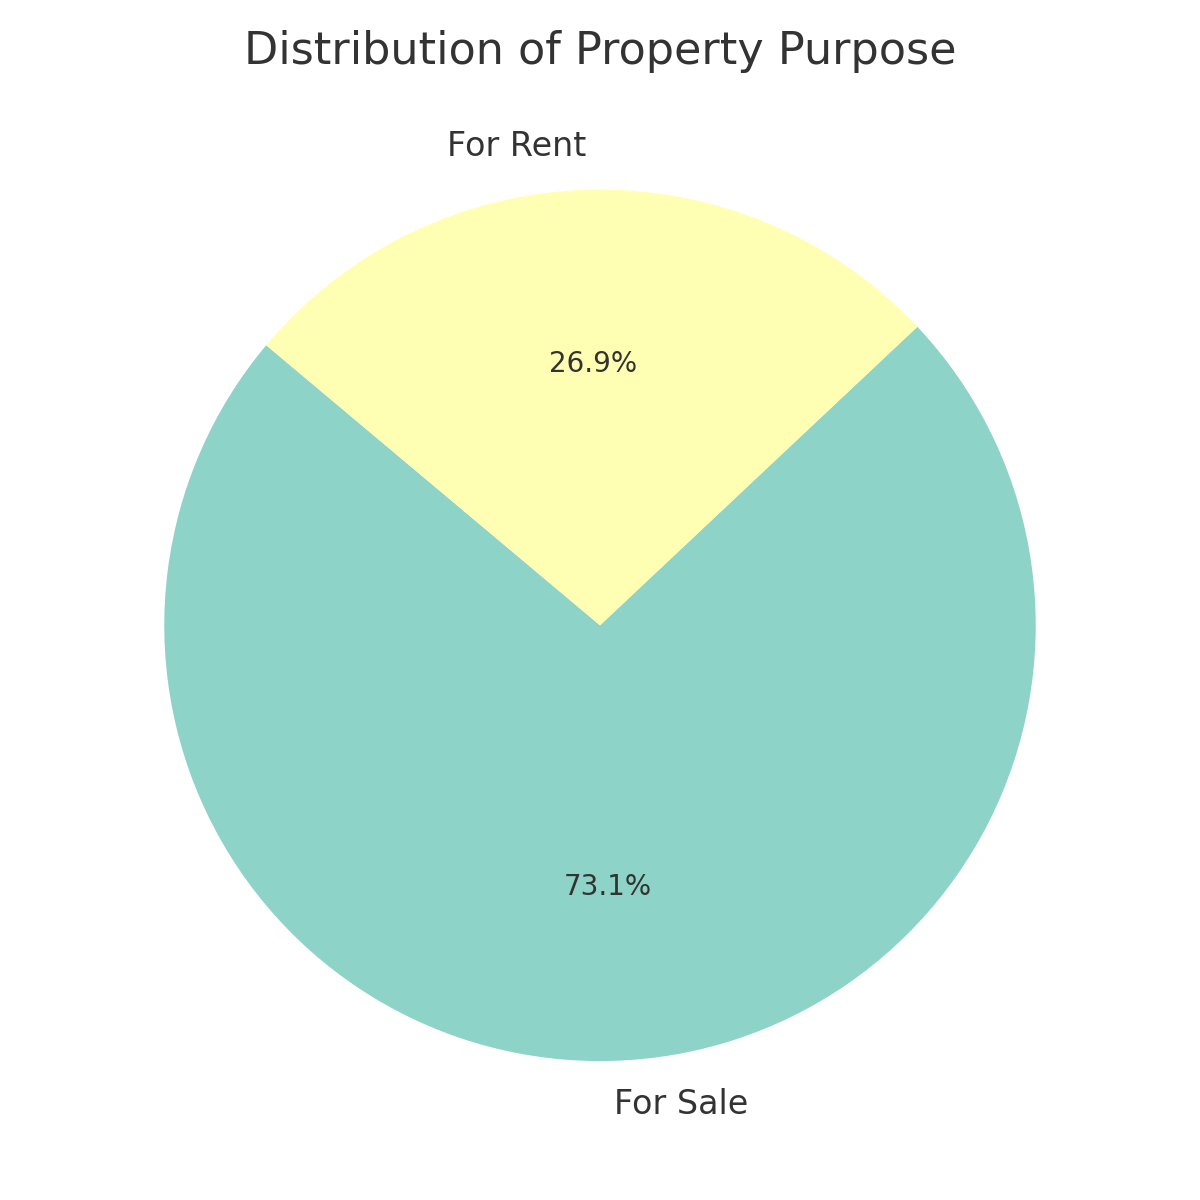 Distribution of Property Purpose
For Rent
26.9%
73.1%
For Sale